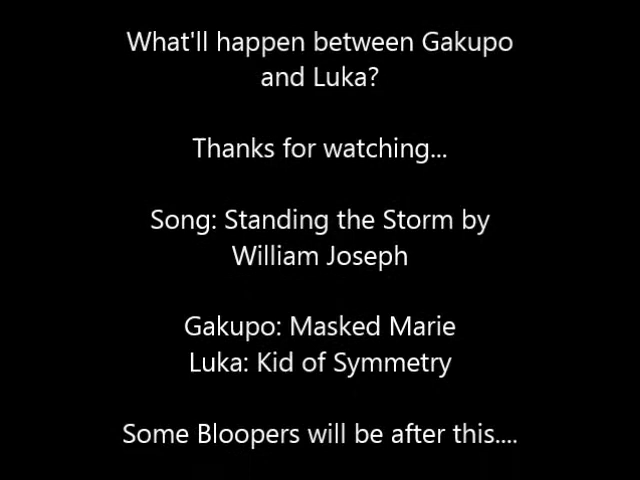 What'll happen between Gakupo
and Luka?
Thanks for watching...
Song: Standing the Storm by
William Joseph
Gakupo: Masked Marie
Luka: Kid of Symmetry
Some Bloopers will be after this....